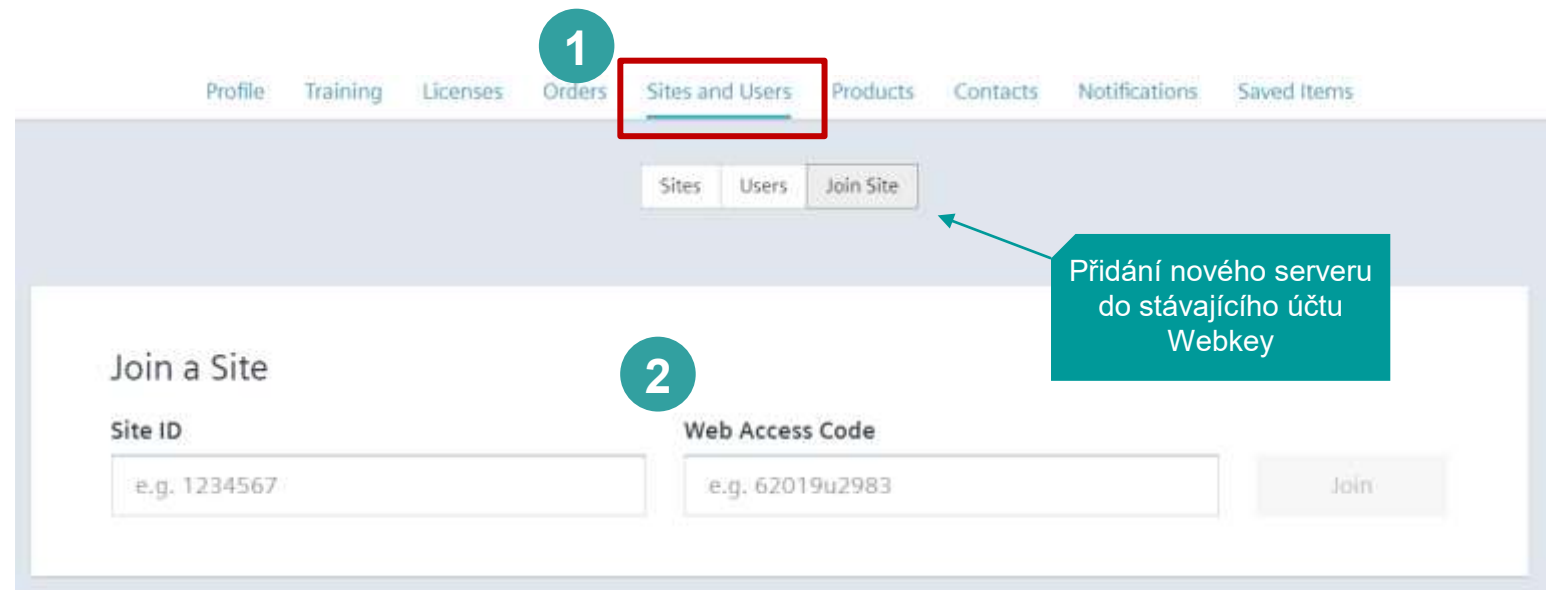 1
Profile Training Licenses Orders Sites and Users Products Contacts Notifications Saved Items
Sites Users Join Site
Přidání nového serveru
do stávajícího účtu
Webkey
Join a Site
2
Site ID Web Access Code
e.g. 1234567 e.g. 62019u2983 Join